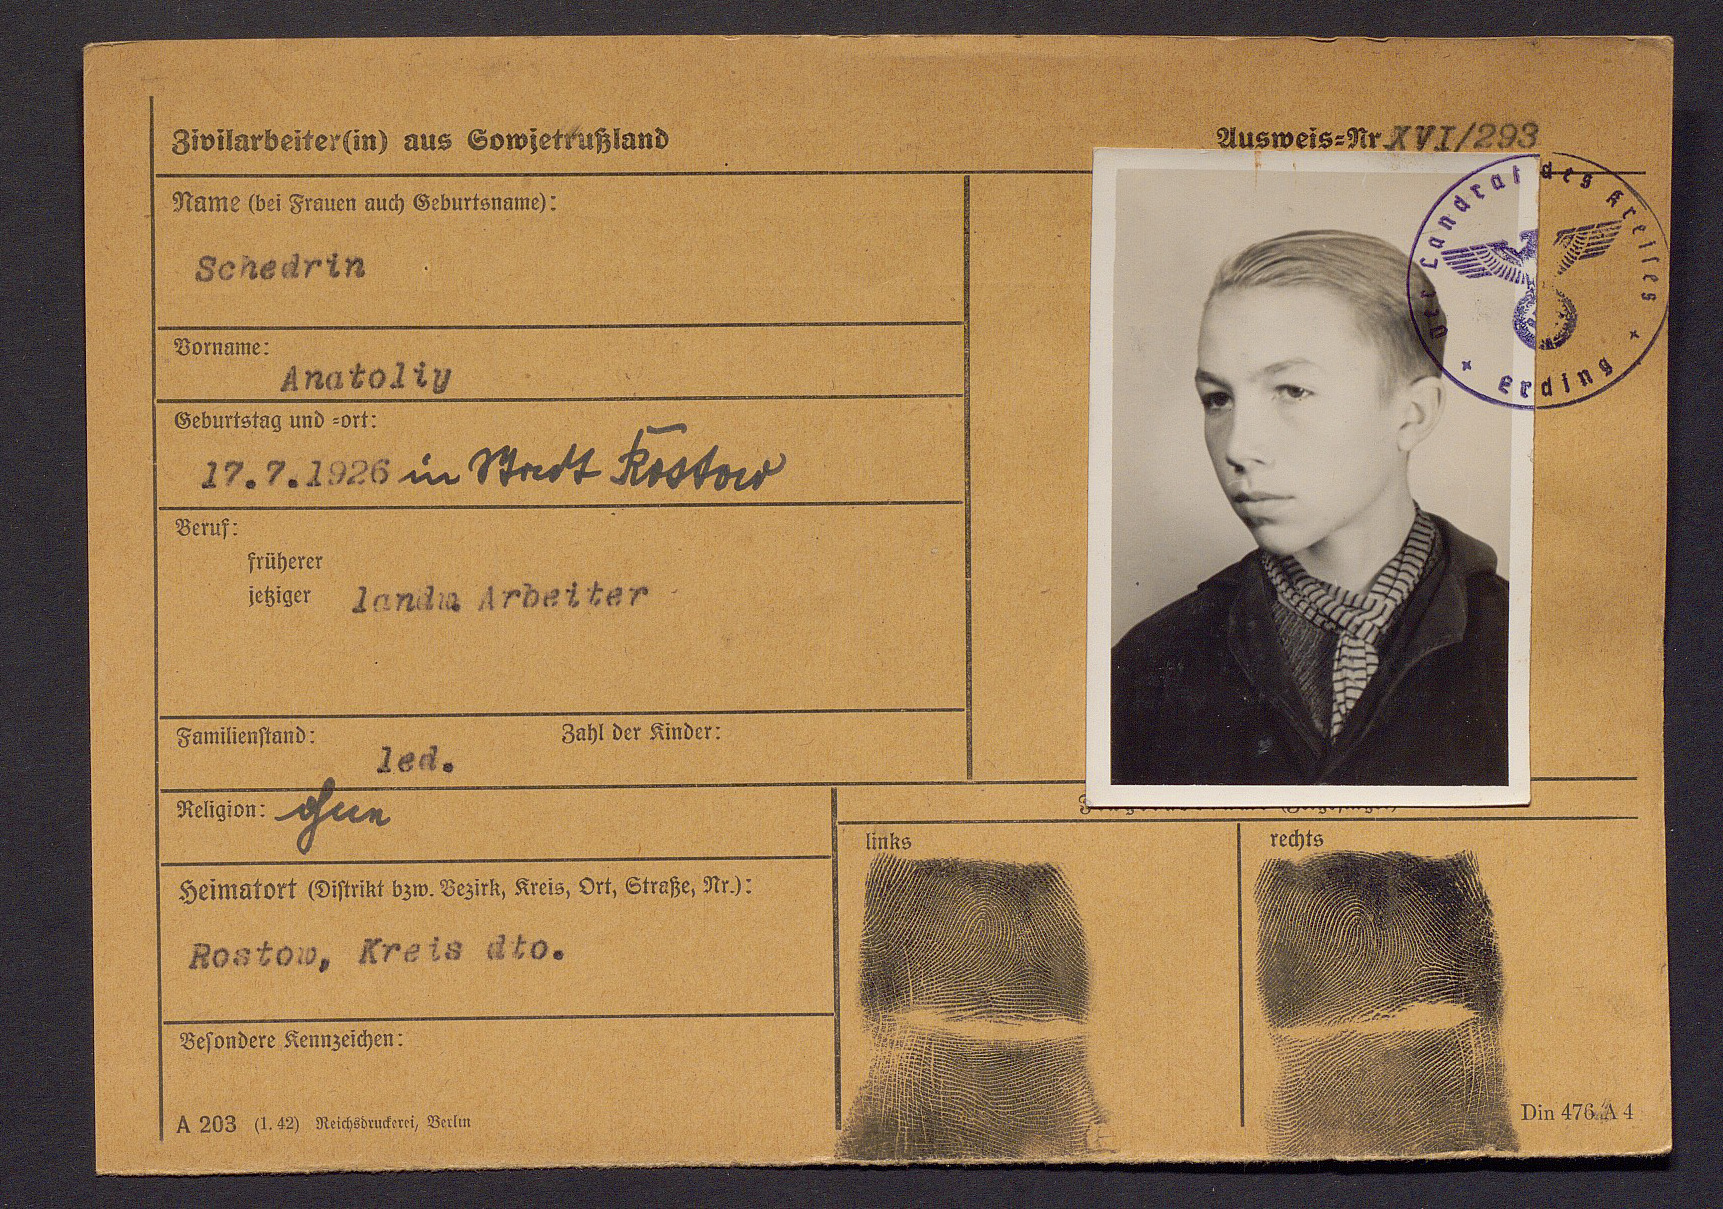 Zivilarbeiter(in) aus Sowjetrußland
Ausweis-Nr XVI/293
Name (bei Frauen auch Geburtsname):
Schedrin
Vorname:
Anatoliy
Geburtstag und -ort:
17.7.1926 in Stadt Rostow
Beruf:
früherer
jetziger landw Arbeiter
Familienstand: led.
Zahl der Kinder:
Religion: ohne
Heimatort (Distrikt bzw. Bezirk, Kreis, Ort, Straße, Nr.):
Rostow, Kreis dto.
Besondere Kennzeichen:
A 203 (1. 42) Reichsdruckerei, Berlin
Der Landrat des Kreises
Erding
links
rechts
Din 476 A 4